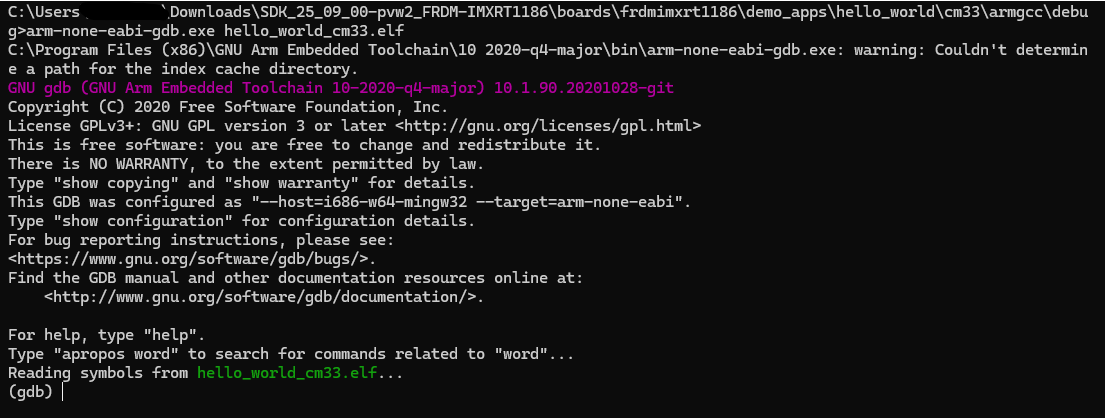 C:\Users\ \Downloads\SDK_25_09_00-pvw2_FRDM-IMXRT1186\boards\frdmimxrt1186\demo_apps\hello_world\cm33\armgcc\debu
g>arm-none-eabi-gdb.exe hello_world_cm33.elf
C:\Program Files (x86)\GNU Arm Embedded Toolchain\10 2020-q4-major\bin\arm-none-eabi-gdb.exe: warning: Couldn't determin
e a path for the index cache directory.
GNU gdb (GNU Arm Embedded Toolchain 10-2020-q4-major) 10.1.90.20201028-git
Copyright (C) 2020 Free Software Foundation, Inc.
License GPLv3+: GNU GPL version 3 or later <http://gnu.org/licenses/gpl.html>
This is free software: you are free to change and redistribute it.
There is NO WARRANTY, to the extent permitted by law.
Type "show copying" and "show warranty" for details.
This GDB was configured as "--host=i686-w64-mingw32 --target=arm-none-eabi".
Type "show configuration" for configuration details.
For bug reporting instructions, please see:
<https://www.gnu.org/software/gdb/bugs/>.
Find the GDB manual and other documentation resources online at:
    <http://www.gnu.org/software/gdb/documentation/>.

For help, type "help".
Type "apropos word" to search for commands related to "word"...
Reading symbols from hello_world_cm33.elf...
(gdb)